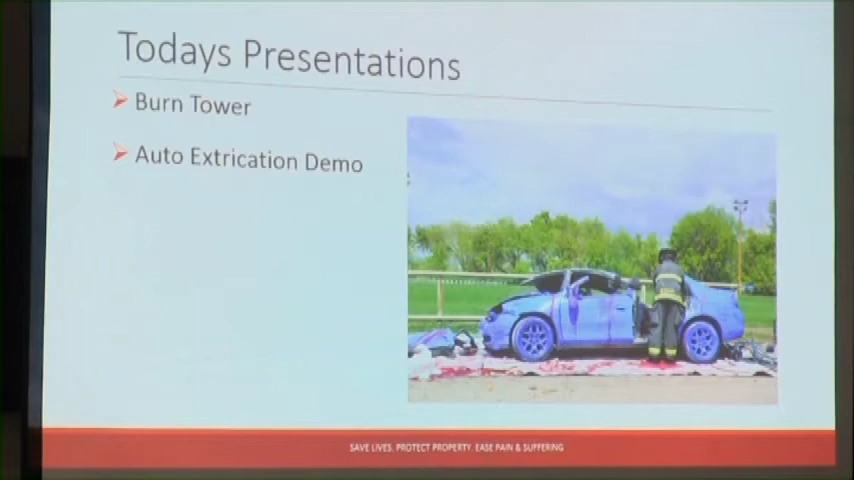 Todays Presentations
Burn Tower
Auto Extrication Demo
SAVE LIVES. PROTECT PROPERTY. EASE PAIN & SUFFERING